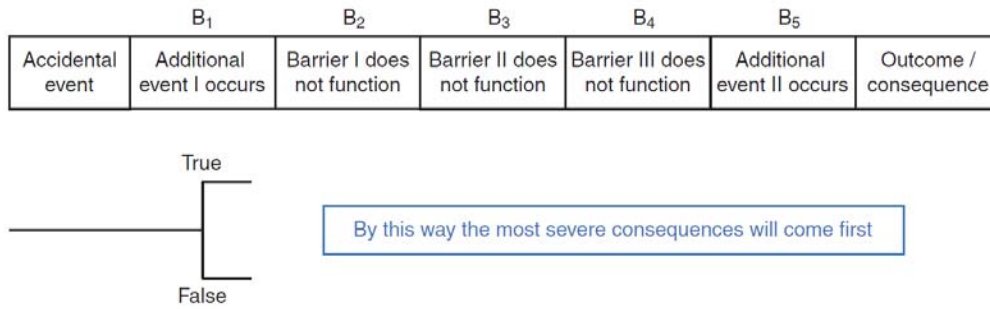 B₁ B₂ B₃ B₄ B₅
Accidental event
Additional event I occurs
Barrier I does not function
Barrier II does not function
Barrier III does not function
Additional event II occurs
Outcome / consequence
True
By this way the most severe consequences will come first
False